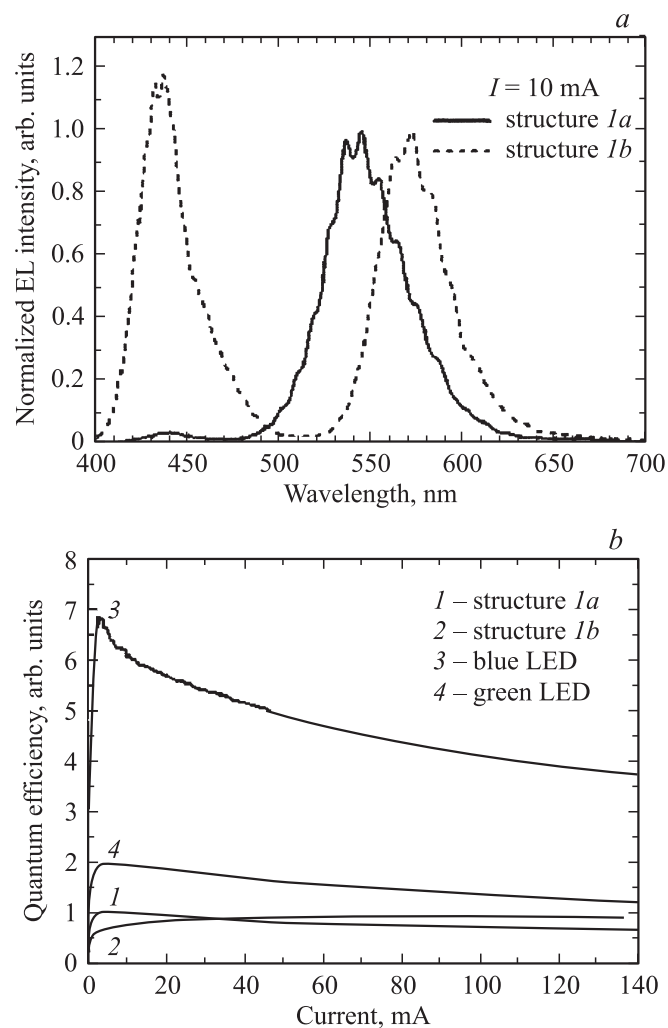 a
1.2
1.0
0.8
0.6
0.4
0.2
0
Normalized EL intensity, arb. units
I = 10 mA
structure 1a
structure 1b
400 450 500 550 600 650 700
Wavelength, nm
b
8
7
6
5
4
3
2
1
0
Quantum efficiency, arb. units
1 – structure 1a
2 – structure 1b
3 – blue LED
4 – green LED
3
4
1
2
0 20 40 60 80 100 120 140
Current, mA